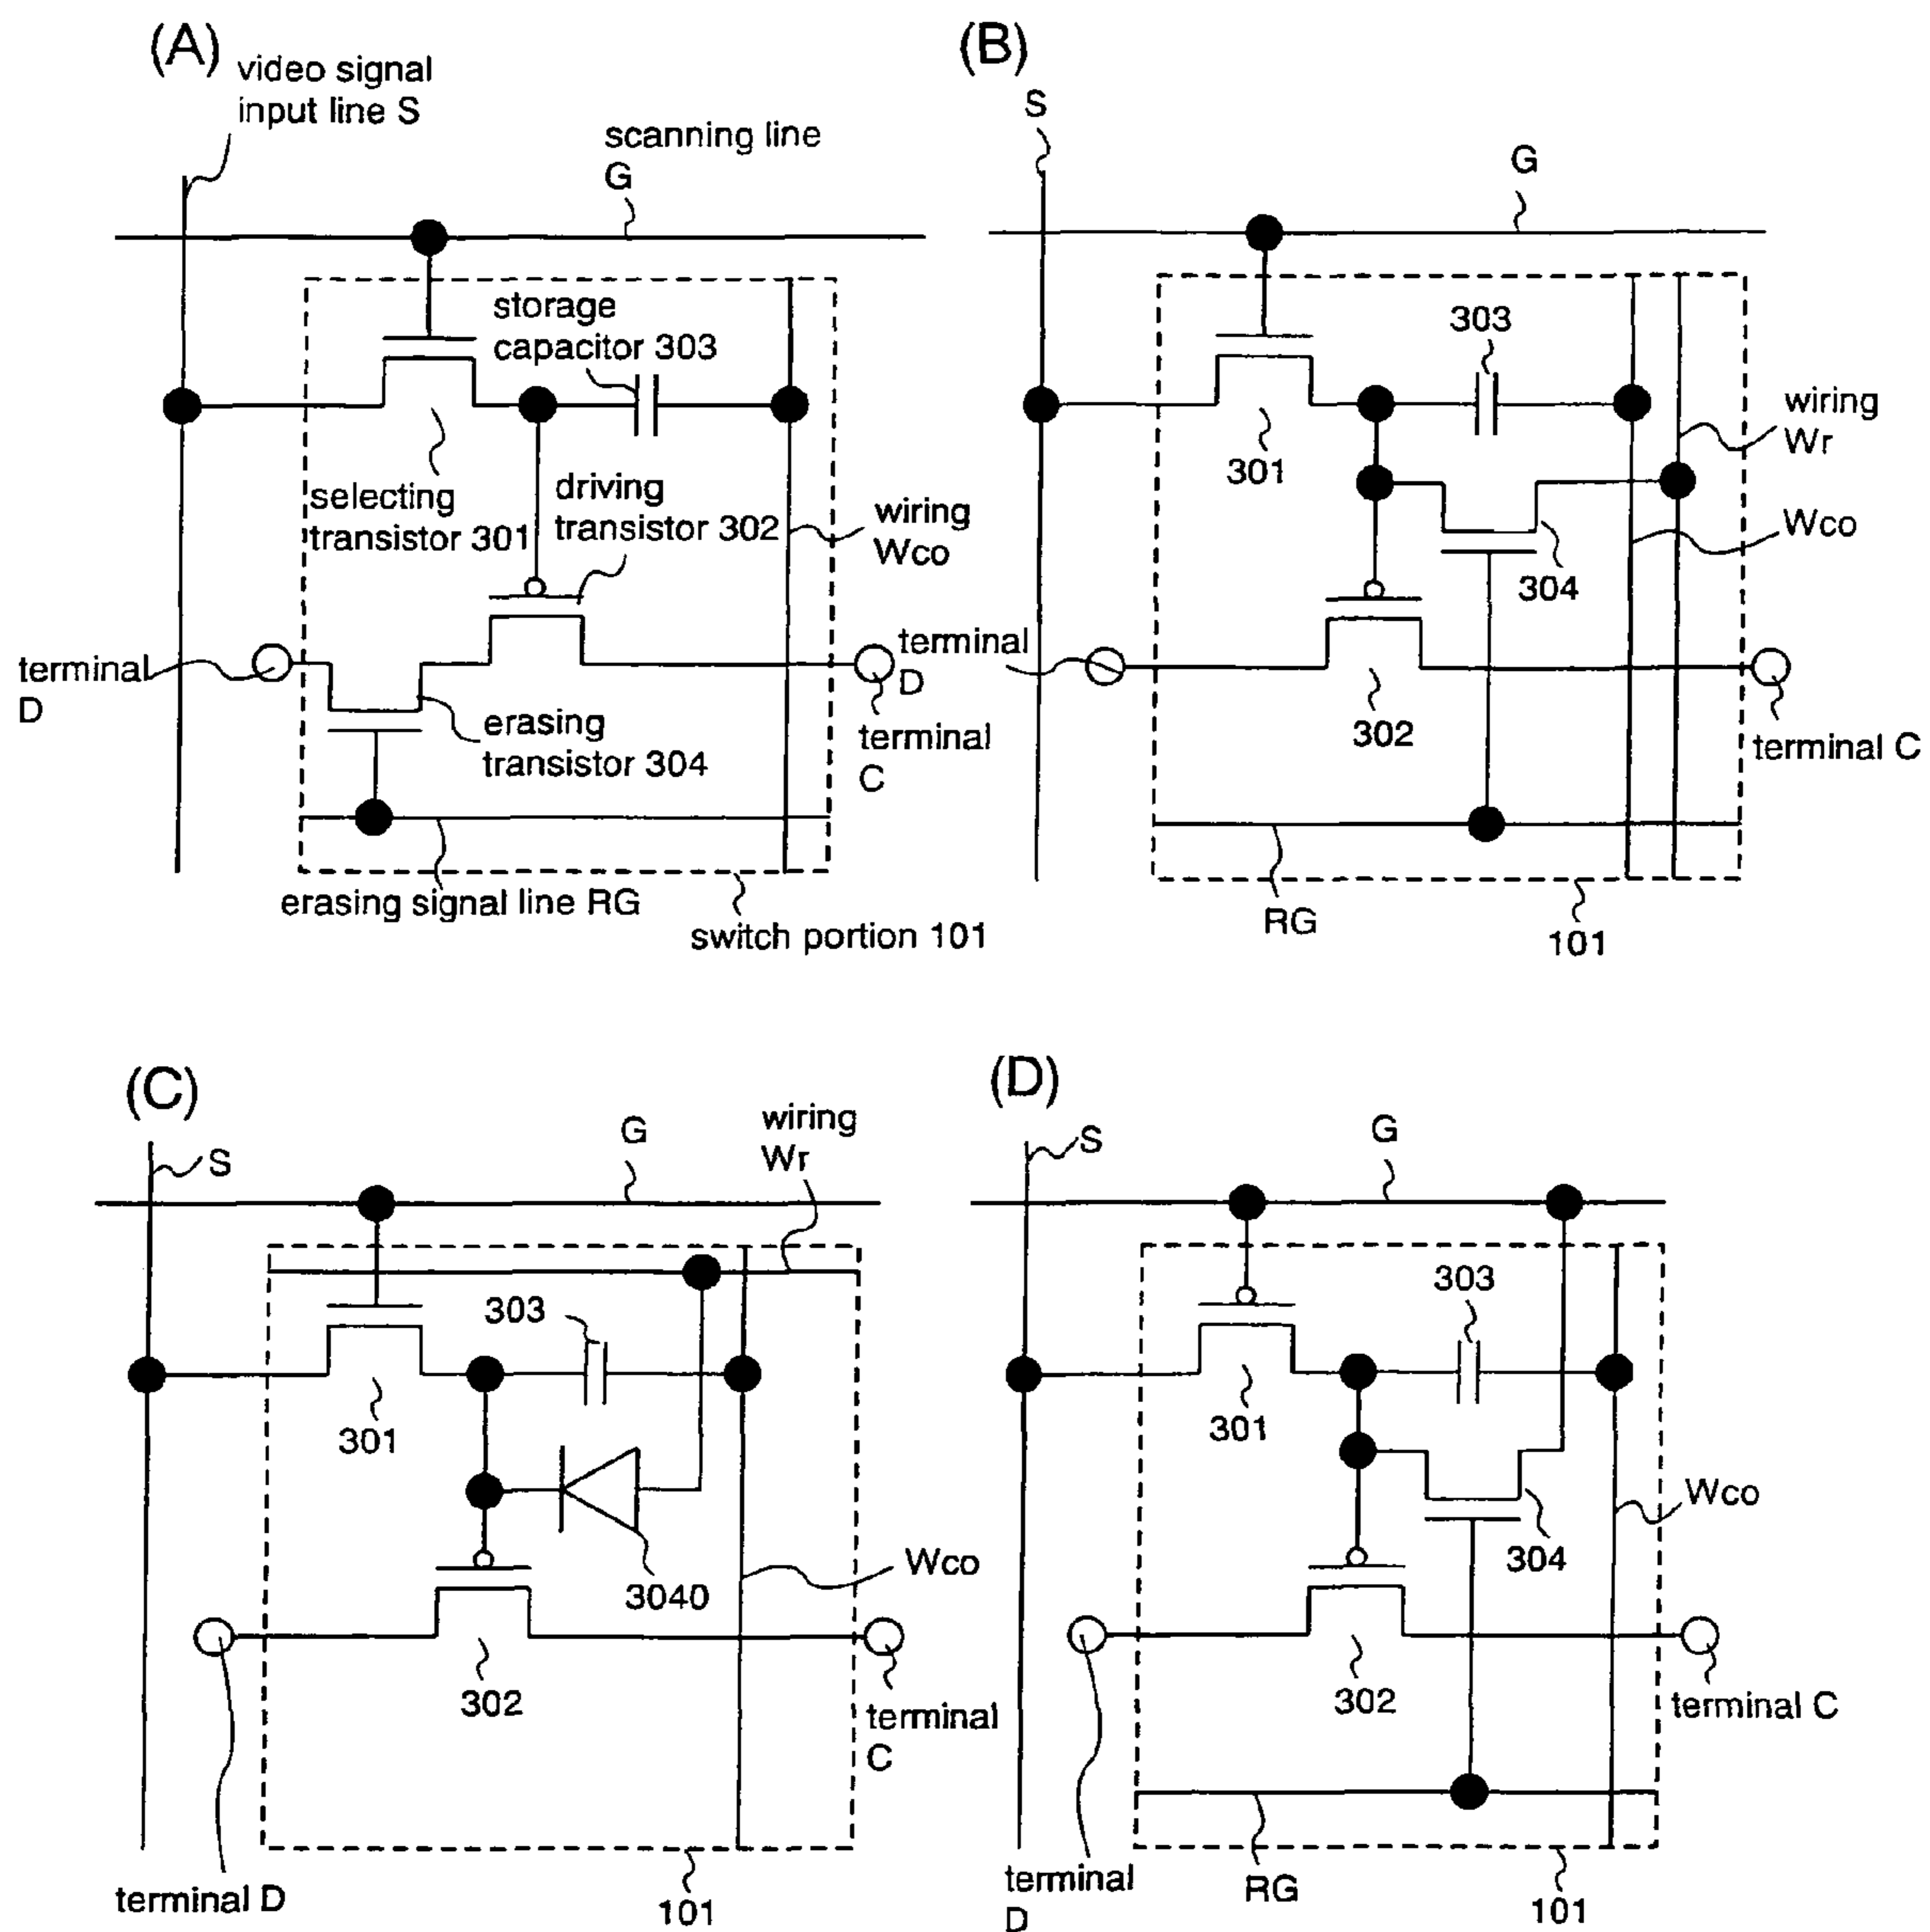 (A)
video signal
input line S
scanning line
G
storage
capacitor 303
selecting
transistor 301
driving
transistor 302
wiring
Wco
terminal
D
erasing
transistor 304
terminal
C
erasing signal line RG
switch portion 101
(B)
S
G
303
wiring
Wr
301
Wco
304
terminal
D
302
terminal C
RG
101
(C)
S
G
wiring
Wr
303
301
Wco
3040
302
terminal
C
terminal D
101
(D)
S
G
303
301
Wco
304
302
terminal C
terminal
D
RG
101